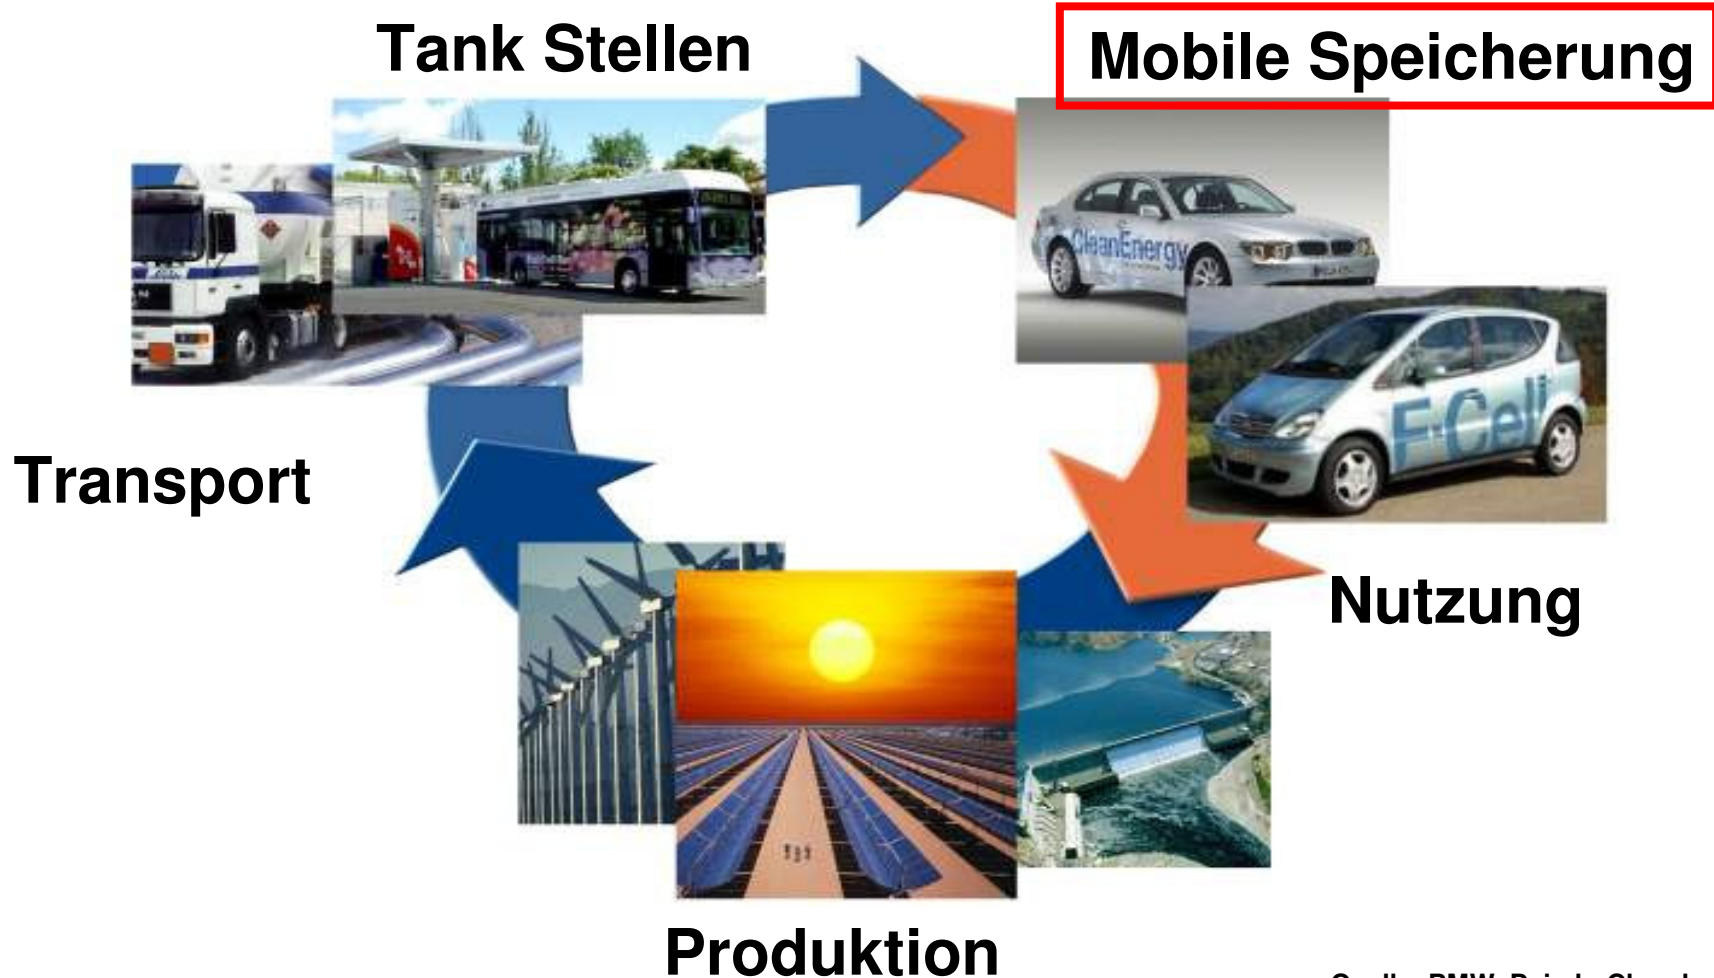 Tank Stellen
Mobile Speicherung
CleanEnergy
F-Cell
Transport
Nutzung
Produktion